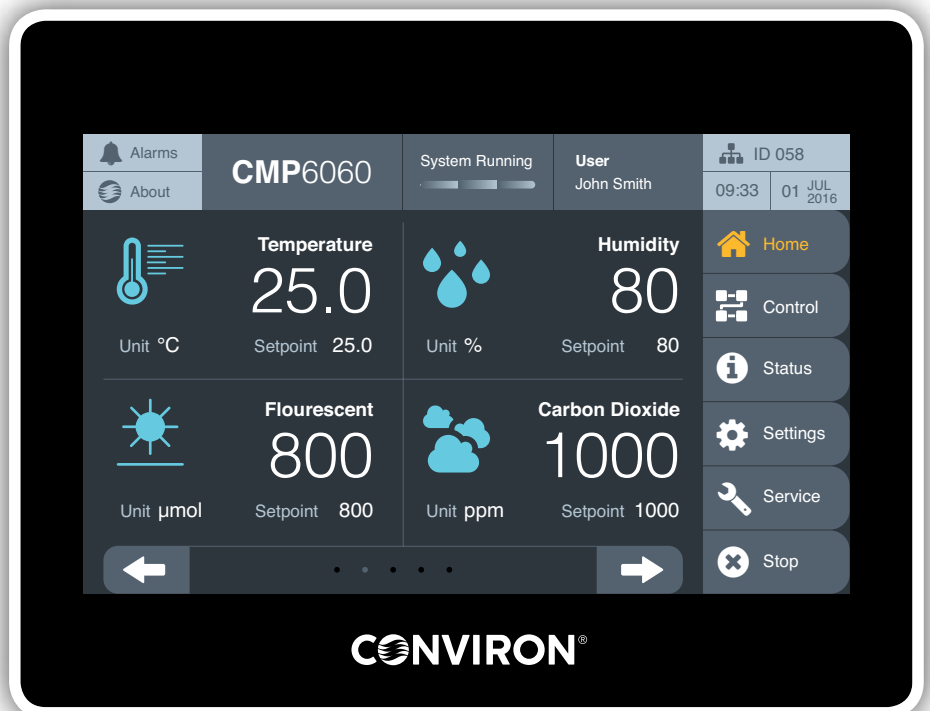 Alarms
About
CMP6060
System Running
User
John Smith
ID 058
09:33
01 JUL 2016
Temperature
25.0
Unit °C
Setpoint 25.0
Humidity
80
Unit %
Setpoint 80
Flourescent
800
Unit µmol
Setpoint 800
Carbon Dioxide
1000
Unit ppm
Setpoint 1000
Home
Control
Status
Settings
Service
Stop
CONVIRON®